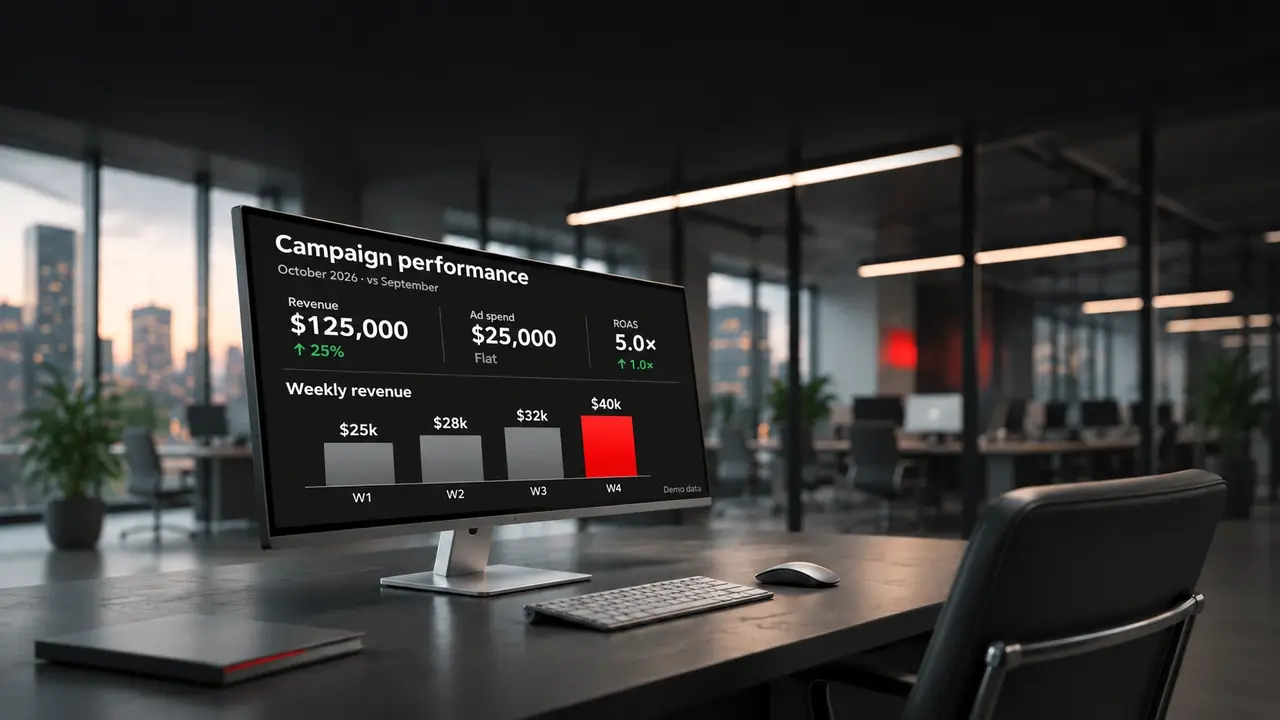 Campaign performance
October 2026 · vs September
Revenue
$125,000
↑ 25%
Ad spend
$25,000
Flat
ROAS
5.0×
↑ 1.0×
Weekly revenue
$25k
$28k
$32k
$40k
W1
W2
W3
W4
Demo data